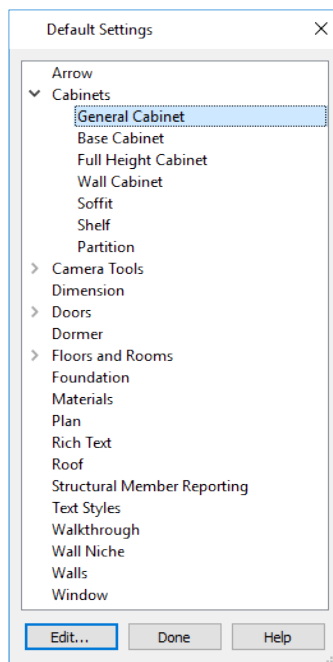 Default Settings
Arrow
Cabinets
General Cabinet
Base Cabinet
Full Height Cabinet
Wall Cabinet
Soffit
Shelf
Partition
Camera Tools
Dimension
Doors
Dormer
Floors and Rooms
Foundation
Materials
Plan
Rich Text
Roof
Structural Member Reporting
Text Styles
Walkthrough
Wall Niche
Walls
Window
Edit... Done Help